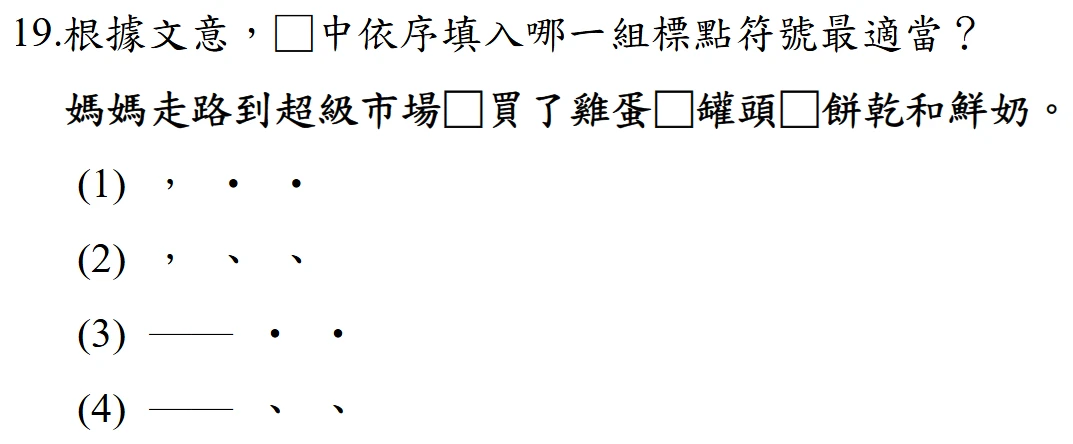 19.根據文意，□中依序填入哪一組標點符號最適當？
媽媽走路到超級市場□買了雞蛋□罐頭□餅乾和鮮奶。
(1) ， ‧ ‧
(2) ， 、 、
(3) —— ‧ ‧
(4) —— 、 、